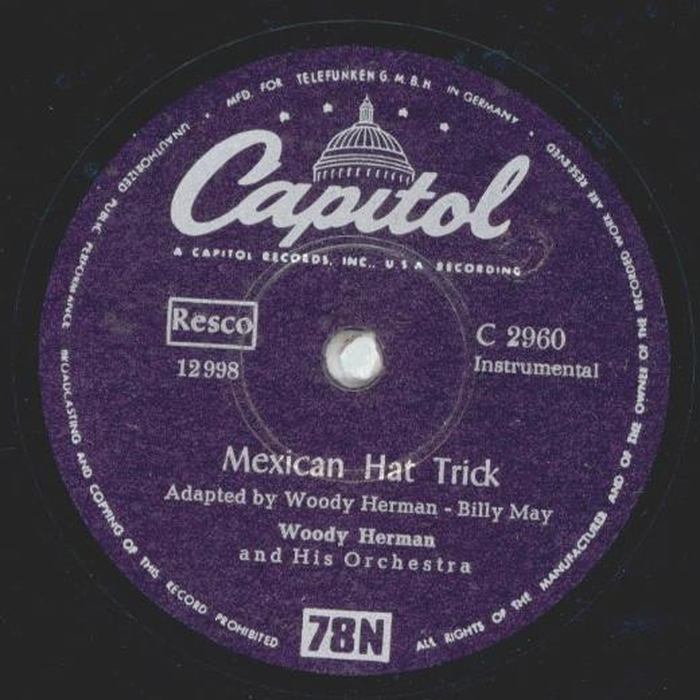 MFD. FOR TELEFUNKEN G.M.B.H. IN GERMANY • ALL RIGHTS OF THE MANUFACTURER AND OF THE OWNER OF THE RECORDED WORK ARE RESERVED
UNAUTHORIZED PUBLIC PERFORMANCE BROADCASTING AND COPYING OF THIS RECORD PROHIBITED
Capitol
A CAPITOL RECORDS, INC., U.S.A RECORDING
Resco
12998
C 2960
Instrumental
Mexican Hat Trick
Adapted by Woody Herman - Billy May
Woody Herman
and His Orchestra
78N